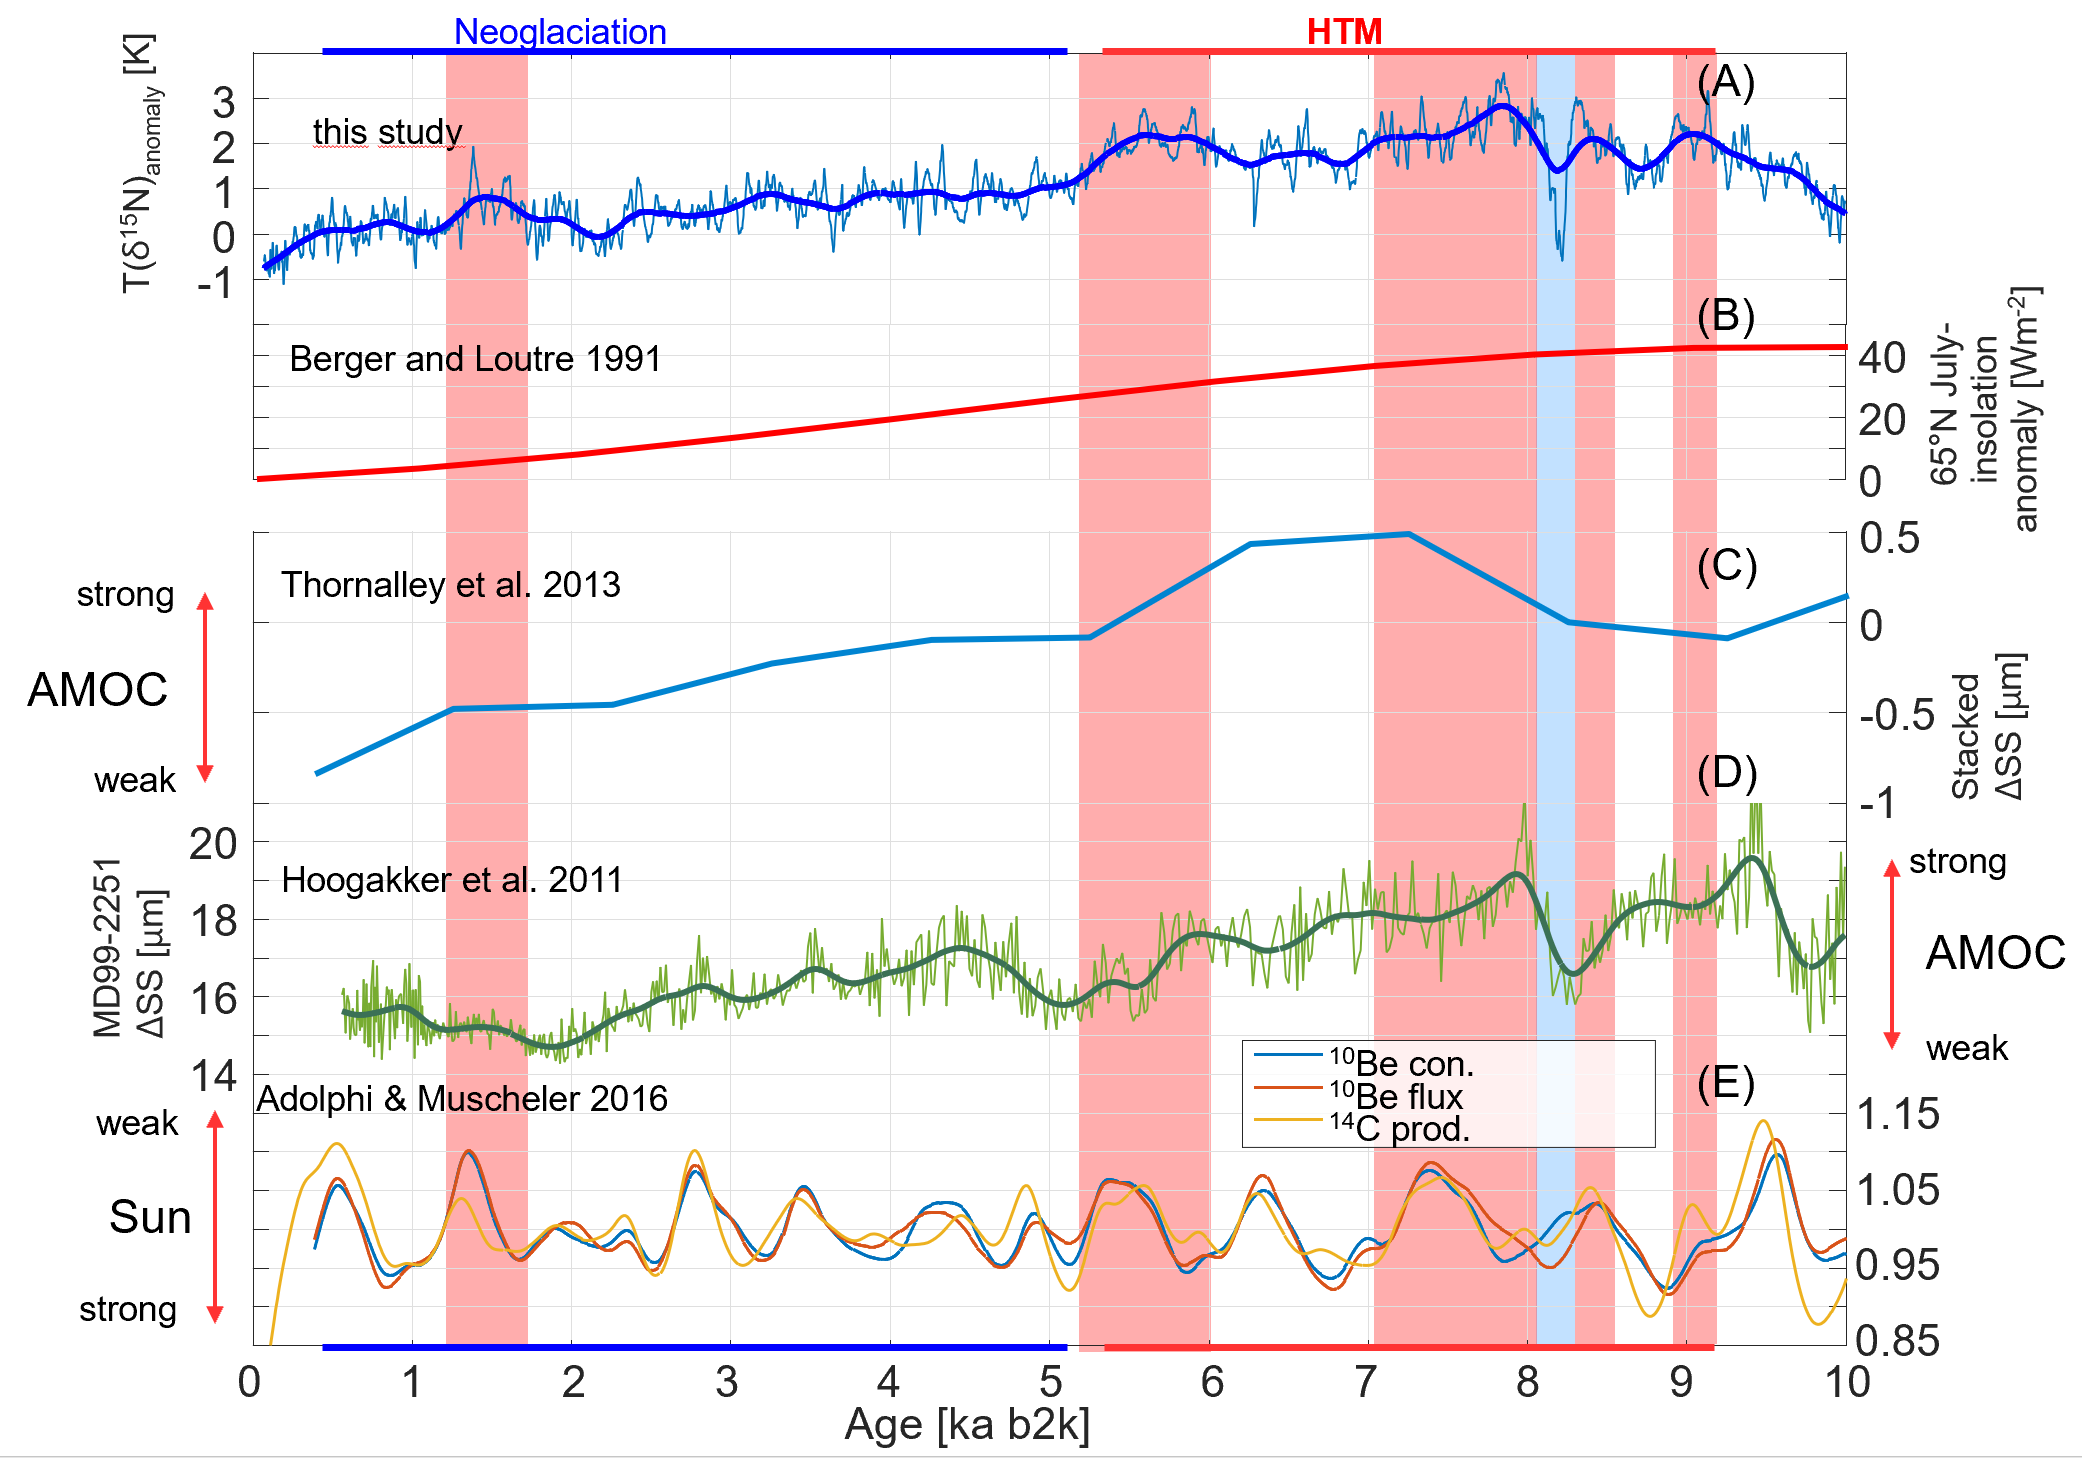 Neoglaciation
HTM
T(δ¹⁵N)anomaly [K]
3
2
1
0
-1
this study
(A)
(B)
Berger and Loutre 1991
40
20
0
65°N July-
insolation
anomaly [Wm⁻²]
Thornalley et al. 2013
(C)
strong
AMOC
weak
0.5
0
-0.5
-1
Stacked
ΔSS [µm]
(D)
Hoogakker et al. 2011
MD99-2251
ΔSS [µm]
20
18
16
14
strong
AMOC
weak
¹⁰Be con.
¹⁰Be flux
¹⁴C prod.
(E)
Adolphi & Muscheler 2016
weak
Sun
strong
1.15
1.05
0.95
0.85
0 1 2 3 4 5 6 7 8 9 10
Age [ka b2k]